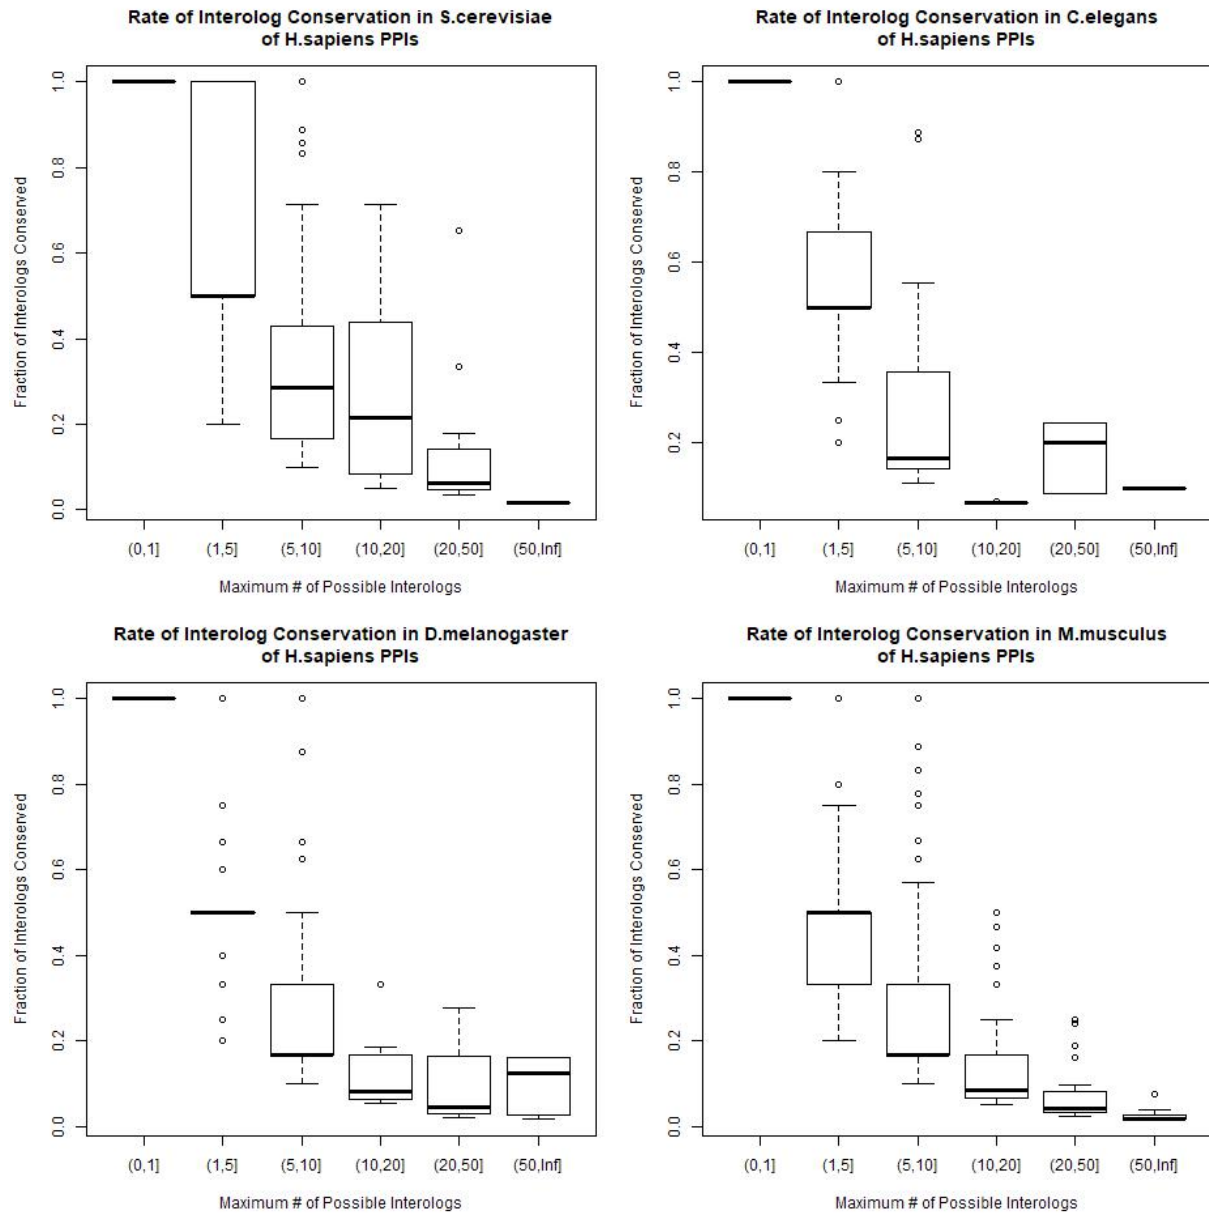 Rate of Interolog Conservation in S.cerevisiae
of H.sapiens PPIs
Fraction of Interologs Conserved
1.0
0.8
0.6
0.4
0.2
0.0
(0,1] (1,5] (5,10] (10,20] (20,50] (50,Inf]
Maximum # of Possible Interologs
Rate of Interolog Conservation in C.elegans
of H.sapiens PPIs
Fraction of Interologs Conserved
1.0
0.8
0.6
0.4
0.2
(0,1] (1,5] (5,10] (10,20] (20,50] (50,Inf]
Maximum # of Possible Interologs
Rate of Interolog Conservation in D.melanogaster
of H.sapiens PPIs
Fraction of Interologs Conserved
1.0
0.8
0.6
0.4
0.2
0.0
(0,1] (1,5] (5,10] (10,20] (20,50] (50,Inf]
Maximum # of Possible Interologs
Rate of Interolog Conservation in M.musculus
of H.sapiens PPIs
Fraction of Interologs Conserved
1.0
0.8
0.6
0.4
0.2
0.0
(0,1] (1,5] (5,10] (10,20] (20,50] (50,Inf]
Maximum # of Possible Interologs